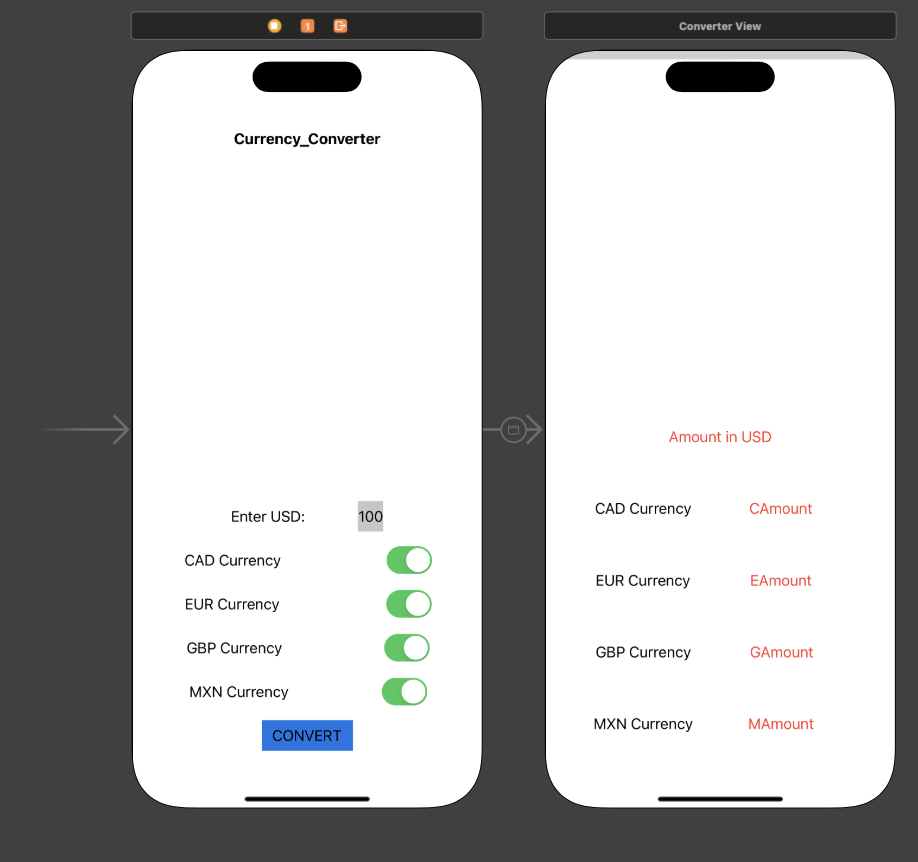 1
Converter View
Currency_Converter
Enter USD: 100
CAD Currency
EUR Currency
GBP Currency
MXN Currency
CONVERT
Amount in USD
CAD Currency CAmount
EUR Currency EAmount
GBP Currency GAmount
MXN Currency MAmount